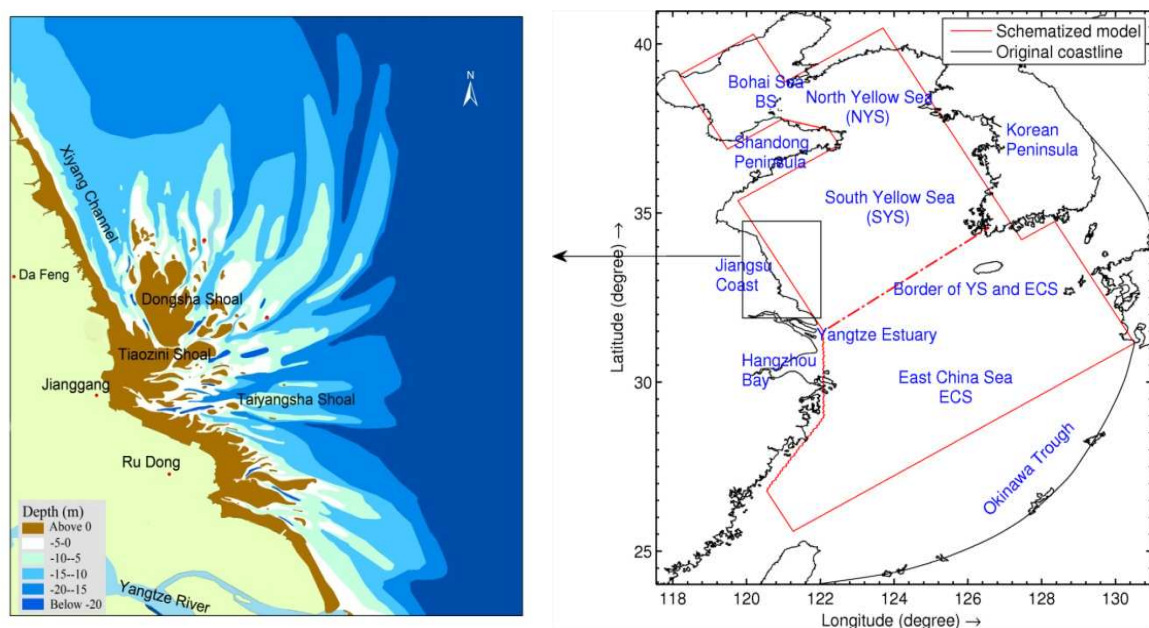 N
Xiyang Channel
Da Feng
Dongsha Shoal
Tiaozini Shoal
Jianggang
Taiyangsha Shoal
Ru Dong
Depth (m)
Above 0
-5-0
-10--5
-15--10
-20--15
Below -20
Yangtze River
Schematized model
Original coastline
Bohai Sea
BS
North Yellow Sea
(NYS)
Shandong
Peninsula
Korean
Peninsula
South Yellow Sea
(SYS)
Jiangsu
Coast
Border of YS and ECS
Yangtze Estuary
Hangzhou
Bay
East China Sea
ECS
Okinawa Trough
40
35
30
25
24
Latitude (degree) →
118 120 122 124 126 128 130
Longitude (degree) →